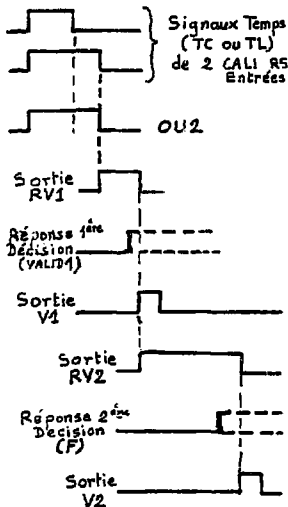 Signaux Temps
(TC ou TL)
de 2 CALI RS
Entrées
OU2
Sortie
RV1
Réponse 1ère
Décision
(VALID1)
Sortie
V1
Sortie
RV2
Réponse 2ème
Décision
(F)
Sortie
V2